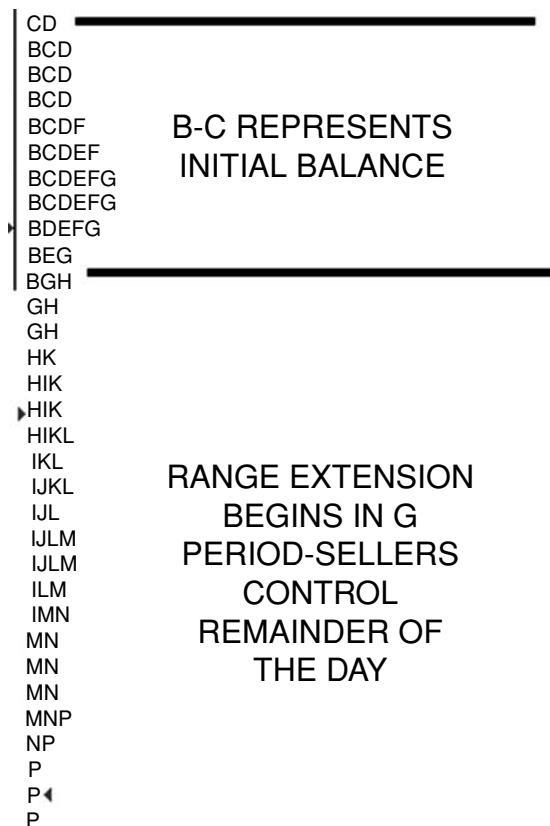 CD
BCD
BCD
BCD
BCDF
BCDEF
BCDEFG
BCDEFG
BDEFG
BEG
BGH
GH
GH
HK
HIK
HIK
HIKL
IKL
IJKL
IJL
IJLM
IJLM
ILM
IMN
MN
MN
MN
MNP
NP
P
P
P
B-C REPRESENTS
INITIAL BALANCE
RANGE EXTENSION
BEGINS IN G
PERIOD-SELLERS
CONTROL
REMAINDER OF
THE DAY